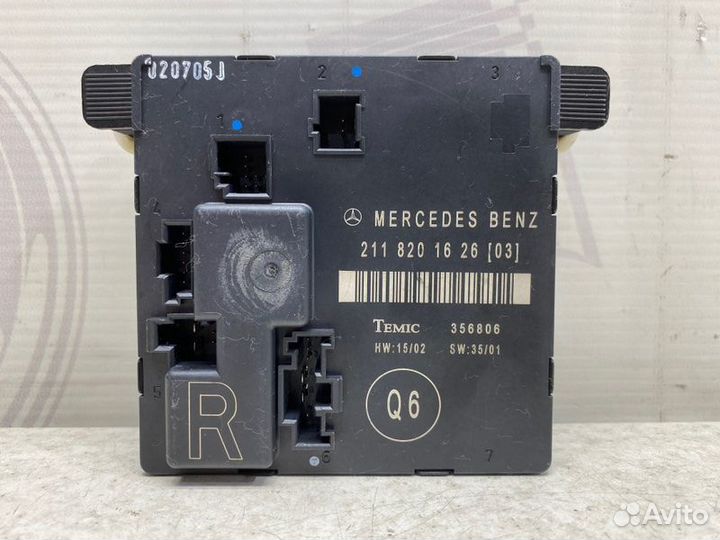 020705J
2
3
1
MERCEDES BENZ
211 820 16 26 [03]
TEMIC 356806
HW:15/02 SW:35/01
5
R
Q6
6
7
Avito